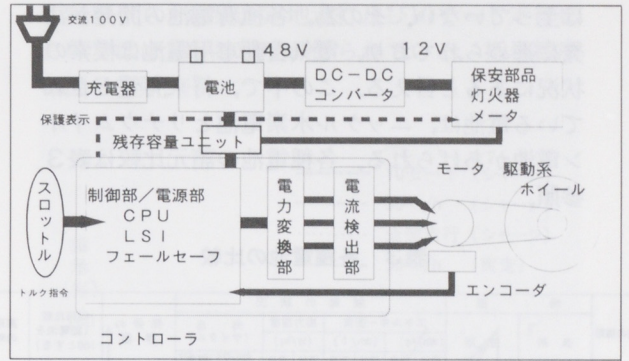 交流100V
48V
12V
充電器
電池
DC-DC
コンバータ
保安部品
灯火器
メータ
保護表示
残存容量ユニット
モータ 駆動系
ホイール
スロットル
制御部/電源部
CPU
LSI
フェールセーフ
電力変換部
電流検出部
エンコーダ
トルク指令
コントローラ